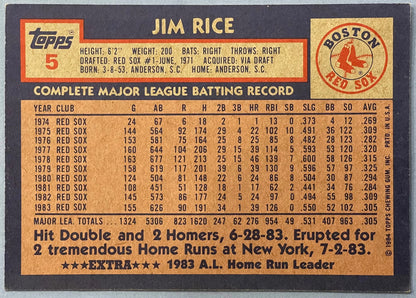 JIM RICE
Topps
5
HEIGHT: 6'2" WEIGHT: 200 BATS: RIGHT THROWS: RIGHT
DRAFTED: RED SOX #1-JUNE, 1971 ACQUIRED: VIA DRAFT
BORN: 3-8-53, ANDERSON, S.C. HOME: ANDERSON, S.C.
BOSTON
RED SOX
COMPLETE MAJOR LEAGUE BATTING RECORD
YEAR CLUB G AB R H RBI 2B 3B HR SB SLG BB SO AVG
1974 RED SOX 24 67 6 18 13 2 1 1 0 .373 4 12 .269
1975 RED SOX 144 564 92 174 102 29 4 22 10 .491 36 122 .309
1976 RED SOX 153 581 75 164 85 25 8 25 8 .482 28 123 .282
1977 RED SOX 160 644 104 206 114 29 15 39 5 .593 53 120 .320
1978 RED SOX 163 677 121 213 139 25 15 46 7 .600 58 126 .315
1979 RED SOX 158 619 117 201 130 39 6 39 9 .596 57 97 .325
1980 RED SOX 124 504 81 148 86 22 6 24 8 .504 30 87 .294
1981 RED SOX 108 451 51 128 62 18 1 17 2 .441 34 76 .284
1982 RED SOX 145 573 86 177 97 24 5 24 0 .494 55 98 .309
1983 RED SOX 155 626 90 191 126 34 1 39 0 .550 52 102 .305
MAJOR LEA. TOTALS 1324 5306 823
Hit Double and 2 Homers, 6-28-83. Erupted for
2 tremendous Home Runs at New York, 7-2-83.
★★★EXTRA★★★ 1983 A.L. Home Run Leader
© 1984 TOPPS CHEWING GUM, INC. PRTD. IN U.S.A.